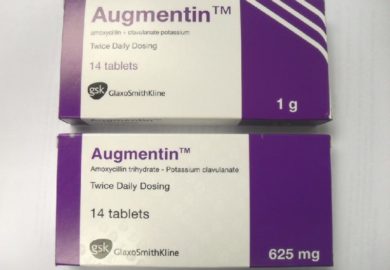 Augmentin™
amoxycillin - clavulanate potassium
Twice Daily Dosing
14 tablets
gsk GlaxoSmithKline
1 g
Augmentin™
Amoxycillin trihydrate - Potassium clavulanate
Twice Daily Dosing
14 tablets
gsk GlaxoSmithKline
625 mg